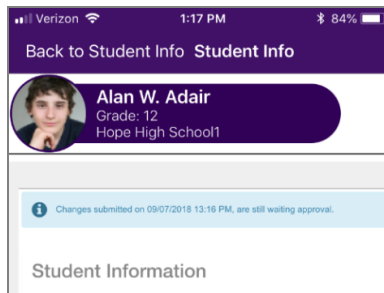 Verizon 1:17 PM 84%
Back to Student Info Student Info
Alan W. Adair
Grade: 12
Hope High School1
Changes submitted on 09/07/2018 13:16 PM, are still waiting approval.
Student Information